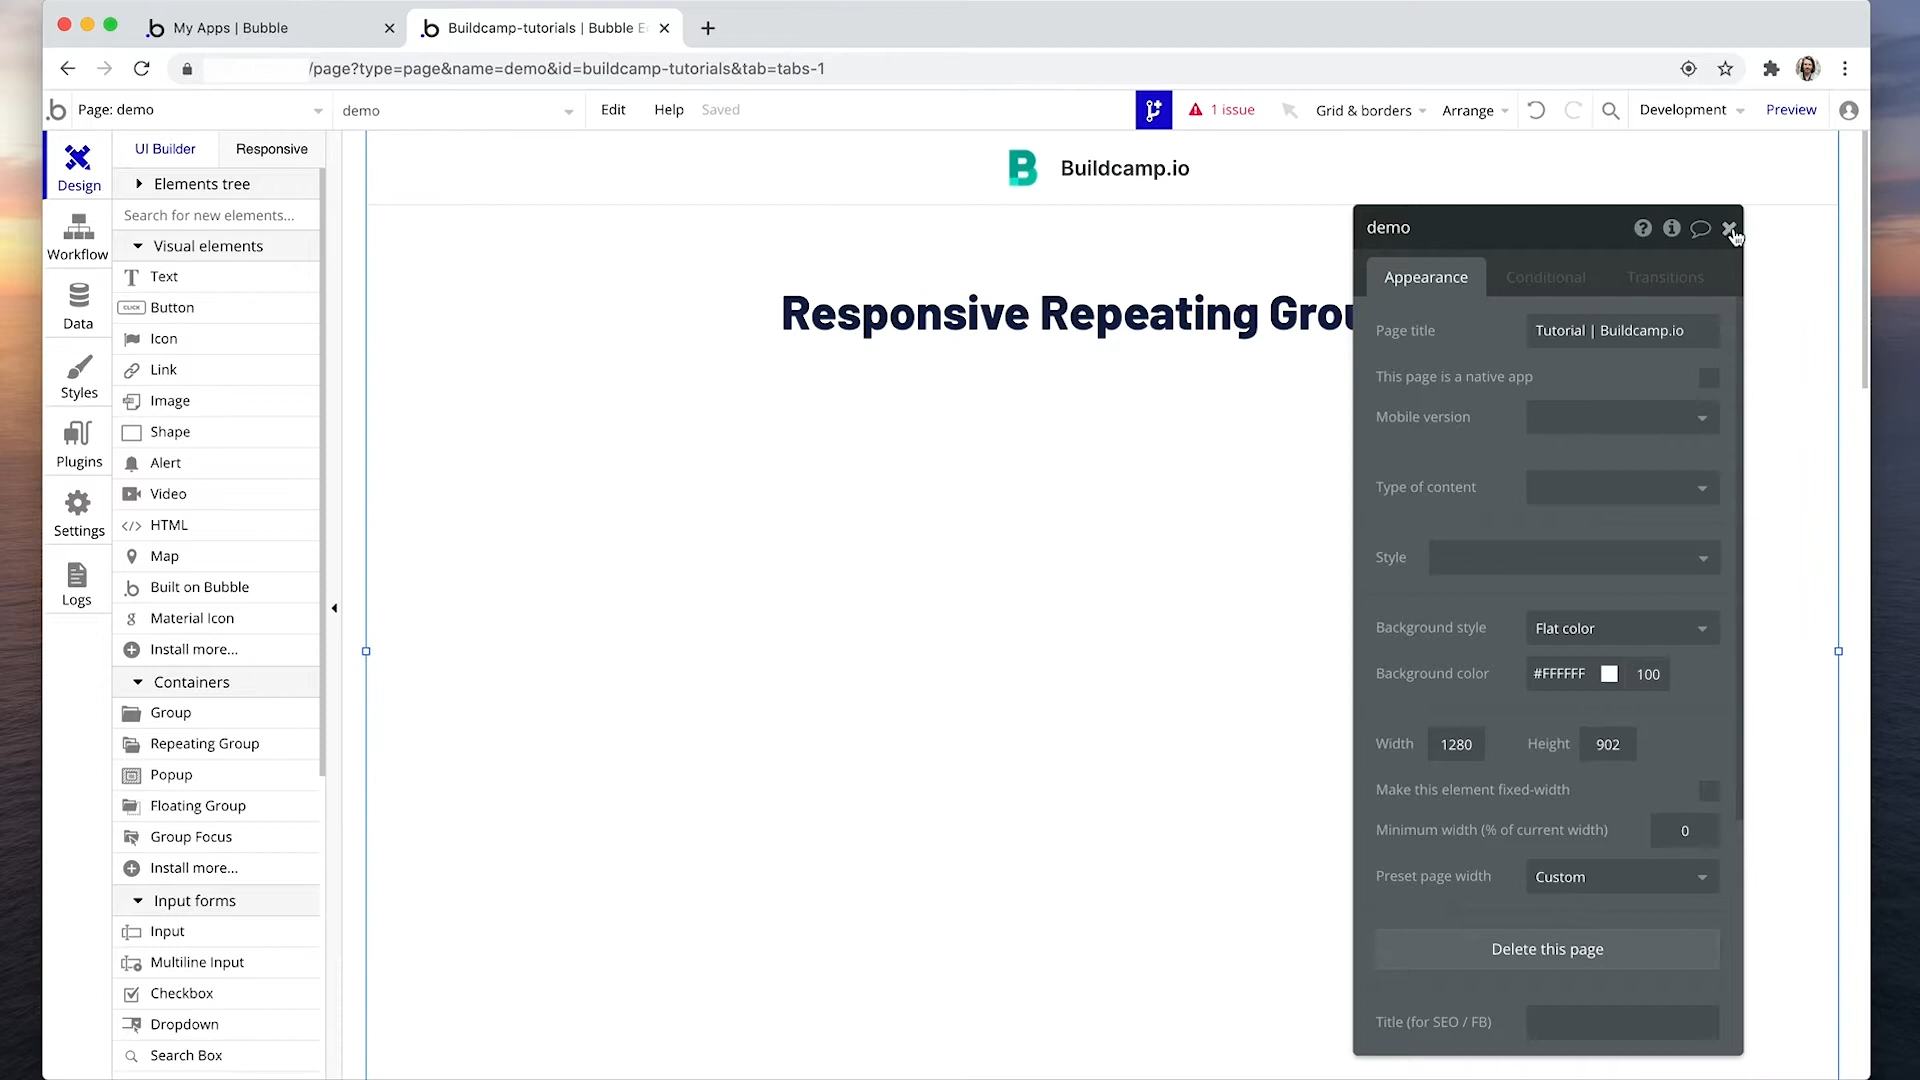 My Apps | Bubble
Buildcamp-tutorials | Bubble E
/page?type=page&name=demo&id=buildcamp-tutorials&tab=tabs-1
Page: demo
demo
Edit
Help
Saved
1 issue
Grid & borders
Arrange
Development
Preview
Design
Workflow
Data
Styles
Plugins
Settings
Logs
UI Builder
Responsive
Elements tree
Search for new elements...
Visual elements
Text
CLICK Button
Icon
Link
Image
Shape
Alert
Video
HTML
Map
Built on Bubble
Material Icon
Install more...
Containers
Group
Repeating Group
Popup
Floating Group
Group Focus
Install more...
Input forms
Input
Multiline Input
Checkbox
Dropdown
Search Box
B Buildcamp.io
Responsive Repeating Grou
demo
Appearance
Conditional
Transitions
Page title
Tutorial | Buildcamp.io
This page is a native app
Mobile version
Type of content
Style
Background style
Flat color
Background color
#FFFFFF
100
Width
1280
Height
902
Make this element fixed-width
Minimum width (% of current width)
0
Preset page width
Custom
Delete this page
Title (for SEO / FB)